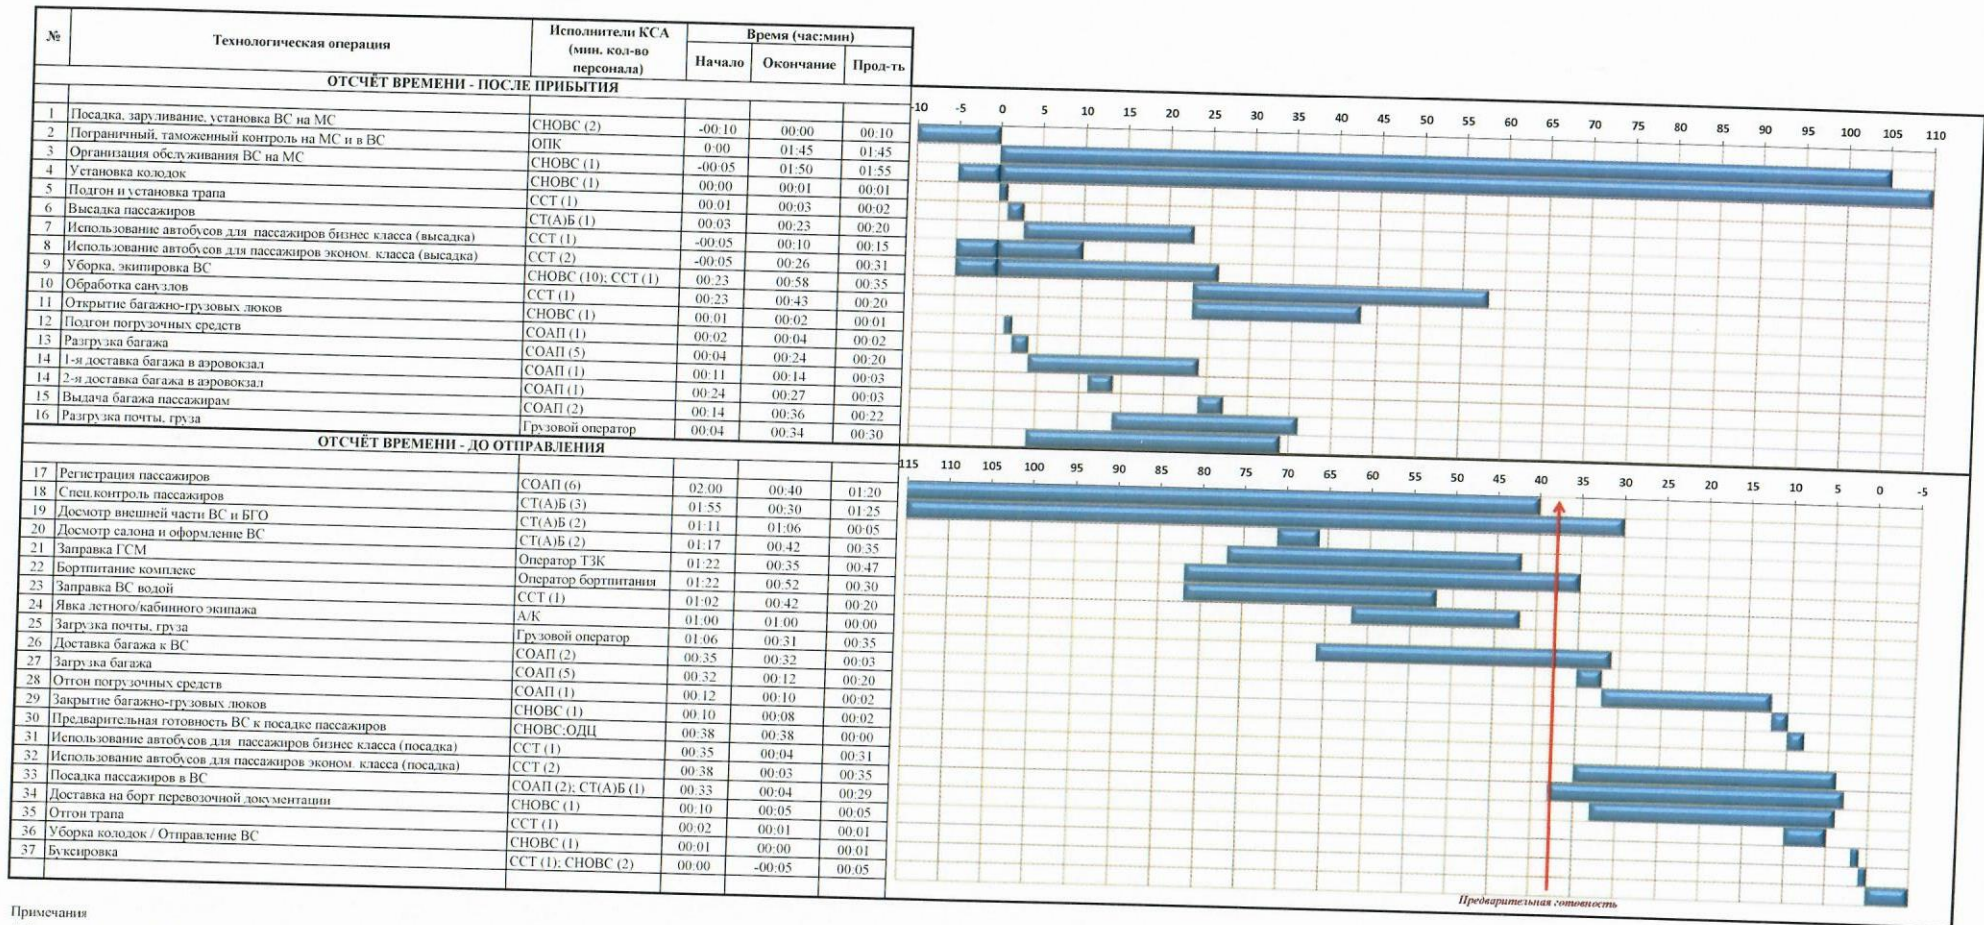 № Технологическая операция Исполнители КСА (мин. кол-во персонала) Время (час:мин)
Начало Окончание Прод-ть
ОТСЧЁТ ВРЕМЕНИ - ПОСЛЕ ПРИБЫТИЯ
-10 -5 0 5 10 15 20 25 30 35 40 45 50 55 60 65 70 75 80 85 90 95 100 105 110
1 Посадка, заруливание, установка ВС на МС СНОВС (2) -00:10 00:00 00:10
2 Пограничный, таможенный контроль на МС и в ВС ОПК 0:00 01:45 01:45
3 Организация обслуживания ВС на МС СНОВС (1) -00:05 01:50 01:55
4 Установка колодок СНОВС (1) 00:00 00:01 00:01
5 Подгон и установка трапа ССТ (1) 00:01 00:03 00:02
6 Высадка пассажиров СТ(А)Б (1) 00:03 00:23 00:20
7 Использование автобусов для пассажиров бизнес класса (высадка) ССТ (1) -00:05 00:10 00:15
8 Использование автобусов для пассажиров эконом. класса (высадка) ССТ (2) -00:05 00:26 00:31
9 Уборка, экипировка ВС СНОВС (10); ССТ (1) 00:23 00:58 00:35
10 Обработка санузлов ССТ (1) 00:23 00:43 00:20
11 Открытие багажно-грузовых люков СНОВС (1) 00:01 00:02 00:01
12 Подгон погрузочных средств СОАП (1) 00:02 00:04 00:02
13 Разгрузка багажа СОАП (5) 00:04 00:24 00:20
14 1-я доставка багажа в аэровокзал СОАП (1) 00:11 00:14 00:03
14 2-я доставка багажа в аэровокзал СОАП (1) 00:24 00:27 00:03
15 Выдача багажа пассажирам СОАП (2) 00:14 00:36 00:22
16 Разгрузка почты, груза Грузовой оператор 00:04 00:34 00:30
ОТСЧЁТ ВРЕМЕНИ - ДО ОТПРАВЛЕНИЯ
115 110 105 100 95 90 85 80 75 70 65 60 55 50 45 40 35 30 25 20 15 10 5 0 -5
17 Регистрация пассажиров СОАП (6) 02:00 00:40 01:20
18 Спец.контроль пассажиров СТ(А)Б (3) 01:55 00:30 01:25
19 Досмотр внешней части ВС и БГО СТ(А)Б (2) 01:11 01:06 00:05
20 Досмотр салона и оформление ВС СТ(А)Б (2) 01:17 00:42 00:35
21 Заправка ГСМ Оператор ТЗК 01:22 00:35 00:47
22 Бортпитание комплекс Оператор бортпитания 01:22 00:52 00:30
23 Заправка ВС водой ССТ (1) 01:02 00:42 00:20
24 Явка летного/кабинного экипажа А/К 01:00 01:00 00:00
25 Загрузка почты, груза Грузовой оператор 01:06 00:31 00:35
26 Доставка багажа к ВС СОАП (2) 00:35 00:32 00:03
27 Загрузка багажа СОАП (5) 00:32 00:12 00:20
28 Отгон погрузочных средств СОАП (1) 00:12 00:10 00:02
29 Закрытие багажно-грузовых люков СНОВС (1) 00:10 00:08 00:02
30 Предварительная готовность ВС к посадке пассажиров СНОВС;ОДЦ 00:38 00:38 00:00
31 Использование автобусов для пассажиров бизнес класса (посадка) ССТ (1) 00:35 00:04 00:31
32 Использование автобусов для пассажиров эконом. класса (посадка) ССТ (2) 00:38 00:03 00:35
33 Посадка пассажиров в ВС СОАП (2); СТ(А)Б (1) 00:33 00:04 00:29
34 Доставка на борт перевозочной документации СНОВС (1) 00:10 00:05 00:05
35 Отгон трапа ССТ (1) 00:02 00:01 00:01
36 Уборка колодок / Отправление ВС СНОВС (1) 00:01 00:00 00:01
37 Буксировка ССТ (1); СНОВС (2) 00:00 -00:05 00:05
Предварительная готовность
Примечания